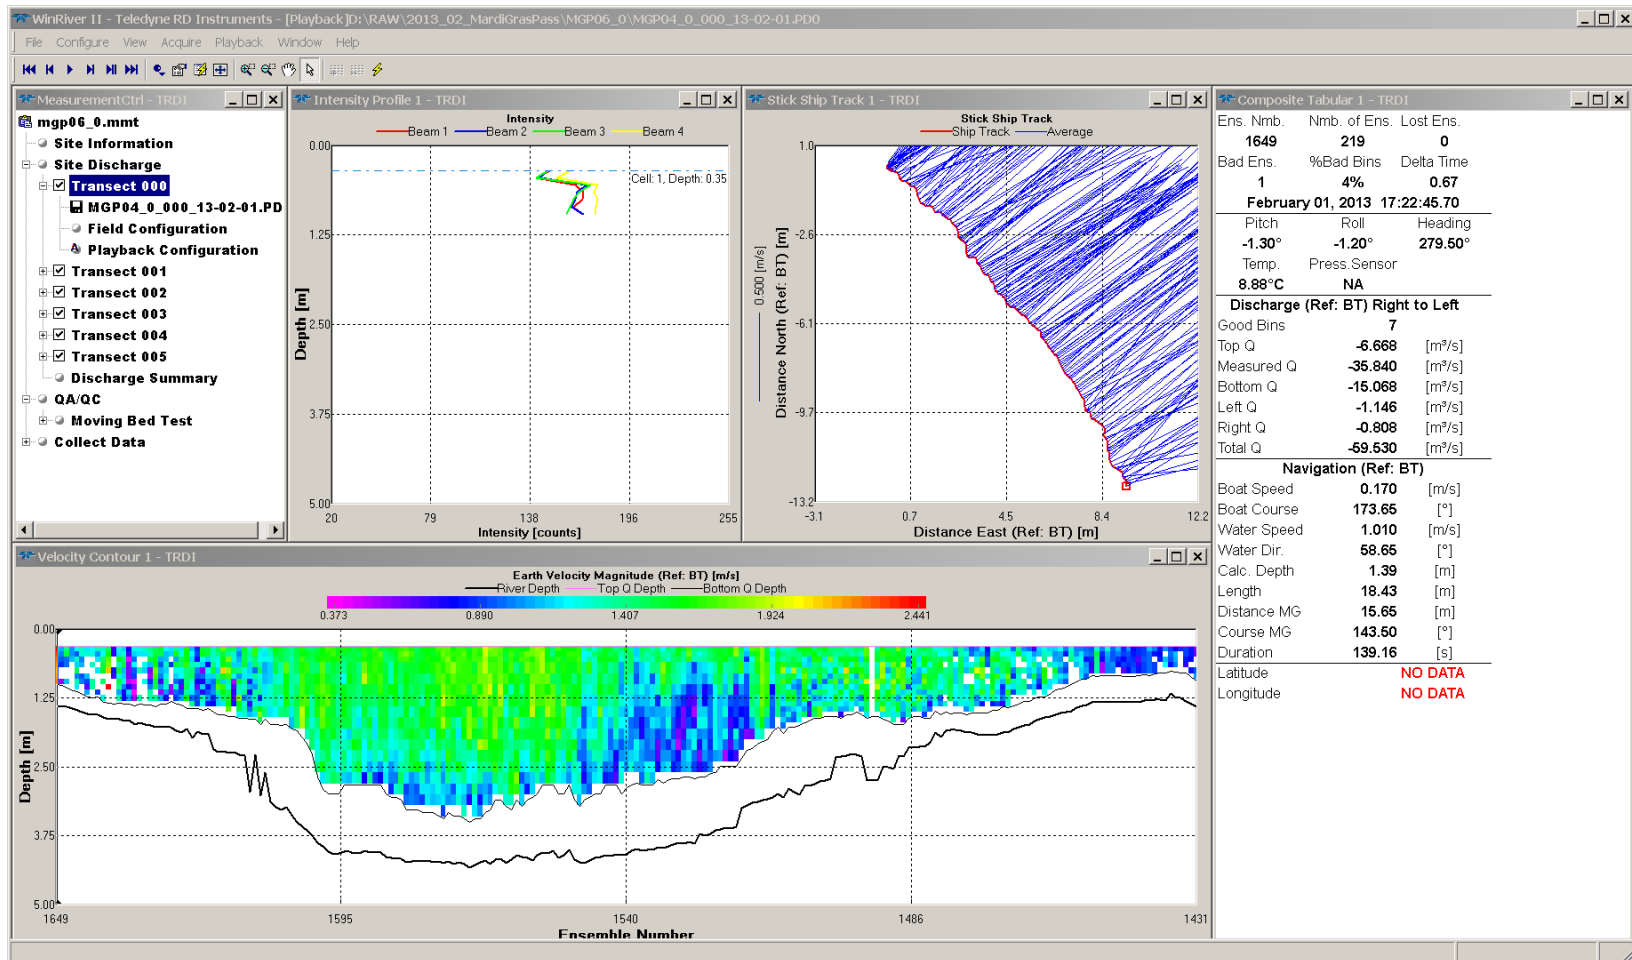 WinRiver II - Teledyne RD Instruments - [Playback]D:\RAW\2013_02_MardiGrasPass\MGP06_0\MGP04_0_000_13-02-01.PD0
File Configure View Acquire Playback Window Help
MeasurementCtrl - TRDI
mgp06_0.mmt
Site Information
Site Discharge
Transect 000
MGP04_0_000_13-02-01.PD
Field Configuration
Playback Configuration
Transect 001
Transect 002
Transect 003
Transect 004
Transect 005
Discharge Summary
QA/QC
Moving Bed Test
Collect Data
Intensity Profile 1 - TRDI
Intensity
Beam 1 Beam 2 Beam 3 Beam 4
0.00
Cell: 1, Depth: 0.35
1.25
2.50
3.75
5.00
Depth [m]
20 79 138 196 255
Intensity [counts]
Stick Ship Track 1 - TRDI
Stick Ship Track
Ship Track Average
1.0
-2.6
-6.1
-9.7
-13.2
0.500 [m/s]
Distance North (Ref: BT) [m]
-3.1 0.7 4.5 8.4 12.2
Distance East (Ref: BT) [m]
Composite Tabular 1 - TRDI
Ens. Nmb. Nmb. of Ens. Lost Ens.
1649 219 0
Bad Ens. %Bad Bins Delta Time
1 4% 0.67
February 01, 2013 17:22:45.70
Pitch Roll Heading
-1.30° -1.20° 279.50°
Temp. Press.Sensor
8.88°C NA
Discharge (Ref: BT) Right to Left
Good Bins 7
Top Q -6.668 [m³/s]
Measured Q -35.840 [m³/s]
Bottom Q -15.068 [m³/s]
Left Q -1.146 [m³/s]
Right Q -0.808 [m³/s]
Total Q -59.530 [m³/s]
Navigation (Ref: BT)
Boat Speed 0.170 [m/s]
Boat Course 173.65 [°]
Water Speed 1.010 [m/s]
Water Dir. 58.65 [°]
Calc. Depth 1.39 [m]
Length 18.43 [m]
Distance MG 15.65 [m]
Course MG 143.50 [°]
Duration 139.16 [s]
Latitude NO DATA
Longitude NO DATA
Velocity Contour 1 - TRDI
Earth Velocity Magnitude (Ref: BT) [m/s]
River Depth Top Q Depth Bottom Q Depth
0.373 0.890 1.407 1.924 2.441
0.00
1.25
2.50
3.75
5.00
Depth [m]
1649 1595 1540 1486 1431
Ensemble Number